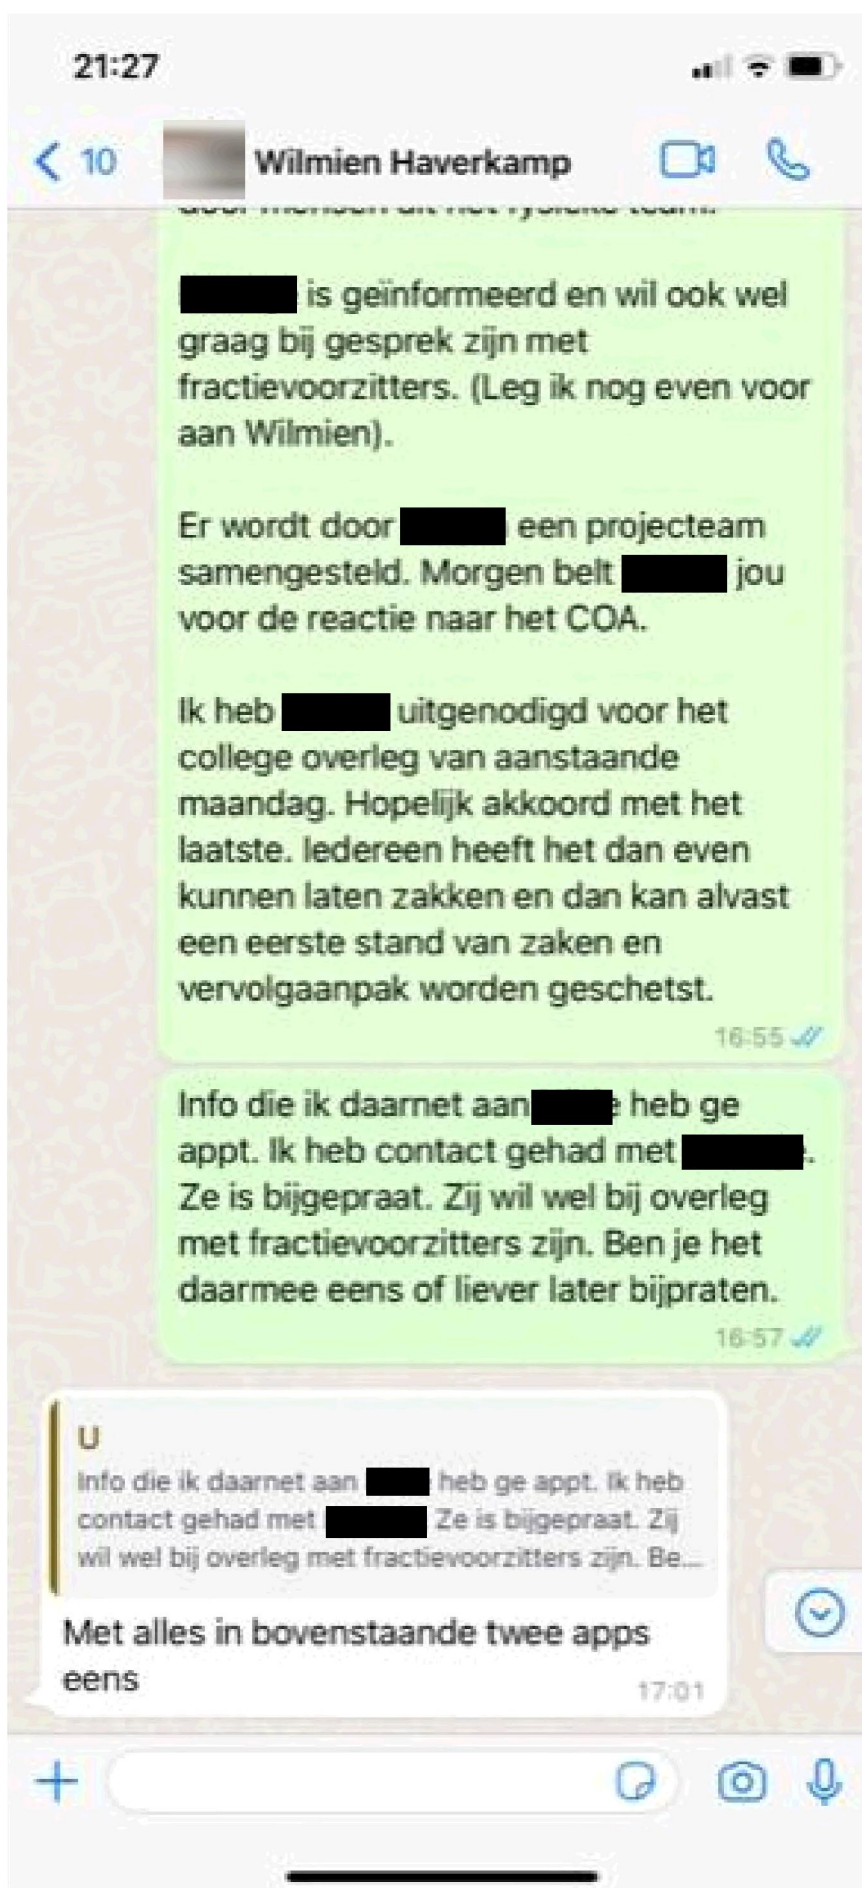 21:27
10
Wilmien Haverkamp
door mensen uit het fysieke team.
is geïnformeerd en wil ook wel
graag bij gesprek zijn met
fractievoorzitters. (Leg ik nog even voor
aan Wilmien).
Er wordt door een projecteam
samengesteld. Morgen belt jou
voor de reactie naar het COA.
Ik heb uitgenodigd voor het
college overleg van aanstaande
maandag. Hopelijk akkoord met het
laatste. Iedereen heeft het dan even
kunnen laten zakken en dan kan alvast
een eerste stand van zaken en
vervolgaanpak worden geschetst.
16:55
Info die ik daarnet aan heb ge
appt. Ik heb contact gehad met .
Ze is bijgepraat. Zij wil wel bij overleg
met fractievoorzitters zijn. Ben je het
daarmee eens of liever later bijpraten.
16:57
U
Info die ik daarnet aan heb ge appt. Ik heb
contact gehad met Ze is bijgepraat. Zij
wil wel bij overleg met fractievoorzitters zijn. Be...
Met alles in bovenstaande twee apps
eens
17:01